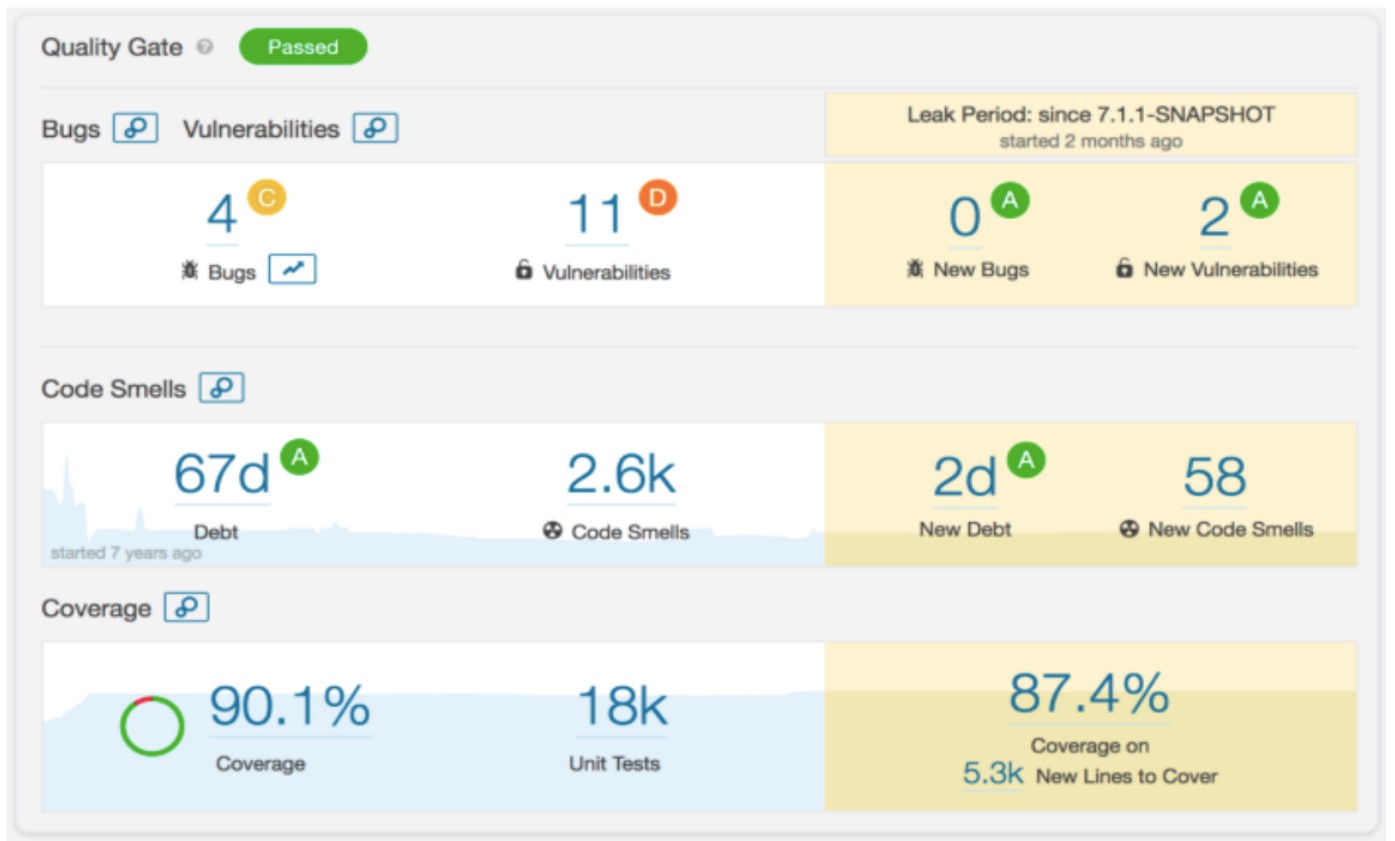 Quality Gate ? Passed
Leak Period: since 7.1.1-SNAPSHOT
started 2 months ago
Bugs Vulnerabilities
4 C 11 D 0 A 2 A
Bugs Vulnerabilities New Bugs New Vulnerabilities
Code Smells
67d A 2.6k 2d A 58
Debt Code Smells New Debt New Code Smells
started 7 years ago
Coverage
90.1% 18k 87.4%
Coverage Unit Tests Coverage on
5.3k New Lines to Cover